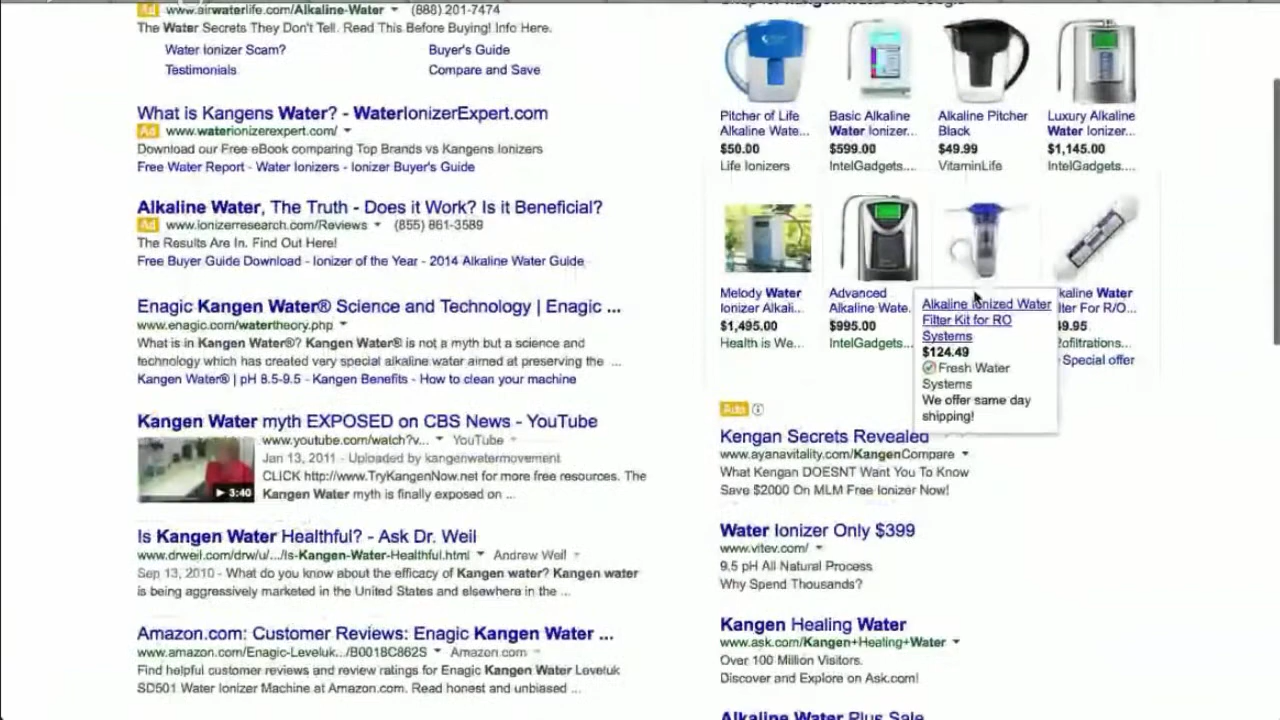 Ad www.airwaterlife.com/Alkaline-Water (888) 201-7474
The Water Secrets They Don't Tell. Read This Before Buying! Info Here.
Water Ionizer Scam? Buyer's Guide
Testimonials Compare and Save
What is Kangens Water? - WaterIonizerExpert.com
Ad www.waterionizerexpert.com/
Download our Free eBook comparing Top Brands vs Kangens Ionizers
Free Water Report - Water Ionizers - Ionizer Buyer's Guide
Alkaline Water, The Truth - Does it Work? Is it Beneficial?
Ad www.ionizerresearch.com/Reviews (855) 861-3589
The Results Are In. Find Out Here!
Free Buyer Guide Download - Ionizer of the Year - 2014 Alkaline Water Guide
Enagic Kangen Water® Science and Technology | Enagic ...
www.enagic.com/watertheory.php
What is in Kangen Water®? Kangen Water® is not a myth but a science and
technology which has created very special alkaline water aimed at preserving the ...
Kangen Water® | pH 8.5-9.5 - Kangen Benefits - How to clean your machine
Kangen Water myth EXPOSED on CBS News - YouTube
www.youtube.com/watch?v... YouTube
Jan 13, 2011 - Uploaded by kangenwatermovement
CLICK http://www.TryKangenNow.net for more free resources. The
Kangen Water myth is finally exposed on ...
3:40
Is Kangen Water Healthful? - Ask Dr. Weil
www.drweil.com/drw/u/.../Is-Kangen-Water-Healthful.html Andrew Weil
Sep 13, 2010 - What do you know about the efficacy of Kangen water? Kangen water
is being aggressively marketed in the United States and elsewhere in the ...
Amazon.com: Customer Reviews: Enagic Kangen Water ...
www.amazon.com/Enagic-Leveluk.../B0018C862S Amazon.com
Find helpful customer reviews and review ratings for Enagic Kangen Water Leveluk
SD501 Water Ionizer Machine at Amazon.com. Read honest and unbiased ...
Pitcher of Life
Alkaline Wate...
$50.00
Life Ionizers
Basic Alkaline
Water Ionizer...
$599.00
IntelGadgets....
Alkaline Pitcher
Black
$49.99
VitaminLife
Luxury Alkaline
Water Ionizer...
$1,145.00
IntelGadgets....
Melody Water
Ionizer Alkali...
$1,495.00
Health is We...
Advanced
Alkaline Wate.
$995.00
IntelGadgets...
Alkaline Ionized Water
Filter Kit for RO
Systems
$124.49
Fresh Water
Systems
We offer same day
shipping!
kaline Water
lter For R/O...
49.95
ofiltrations...
Special offer
Ads
Kengan Secrets Revealed
www.ayanavitality.com/KangenCompare
What Kengan DOESNT Want You To Know
Save $2000 On MLM Free Ionizer Now!
Water Ionizer Only $399
www.vitev.com/
9.5 pH All Natural Process
Why Spend Thousands?
Kangen Healing Water
www.ask.com/Kangen+Healing+Water
Over 100 Million Visitors.
Discover and Explore on Ask.com!
Alkaline Water Plus Sale